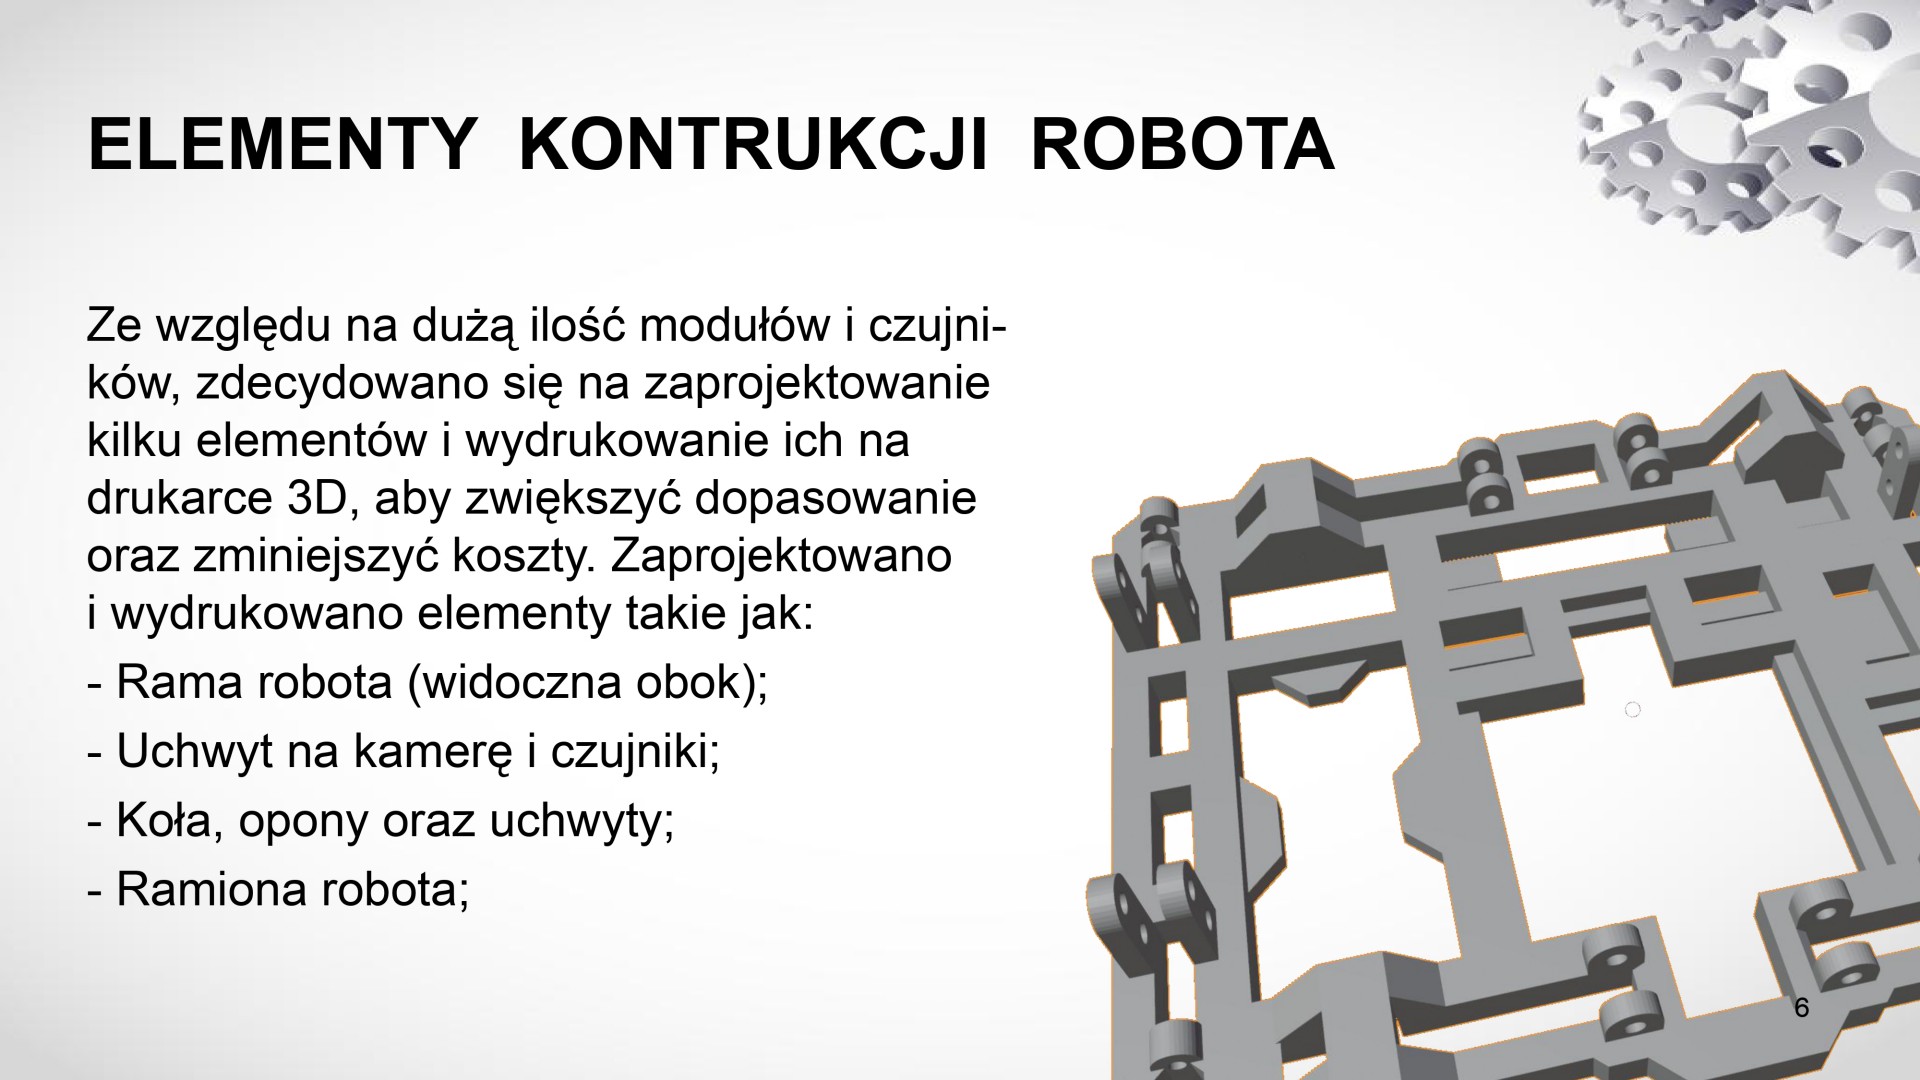 ELEMENTY KONTRUKCJI ROBOTA
Ze względu na dużą ilość modułów i czujni-
ków, zdecydowano się na zaprojektowanie
kilku elementów i wydrukowanie ich na
drukarce 3D, aby zwiększyć dopasowanie
oraz zminiejszyć koszty. Zaprojektowano
i wydrukowano elementy takie jak:
- Rama robota (widoczna obok);
- Uchwyt na kamerę i czujniki;
- Koła, opony oraz uchwyty;
- Ramiona robota;
6